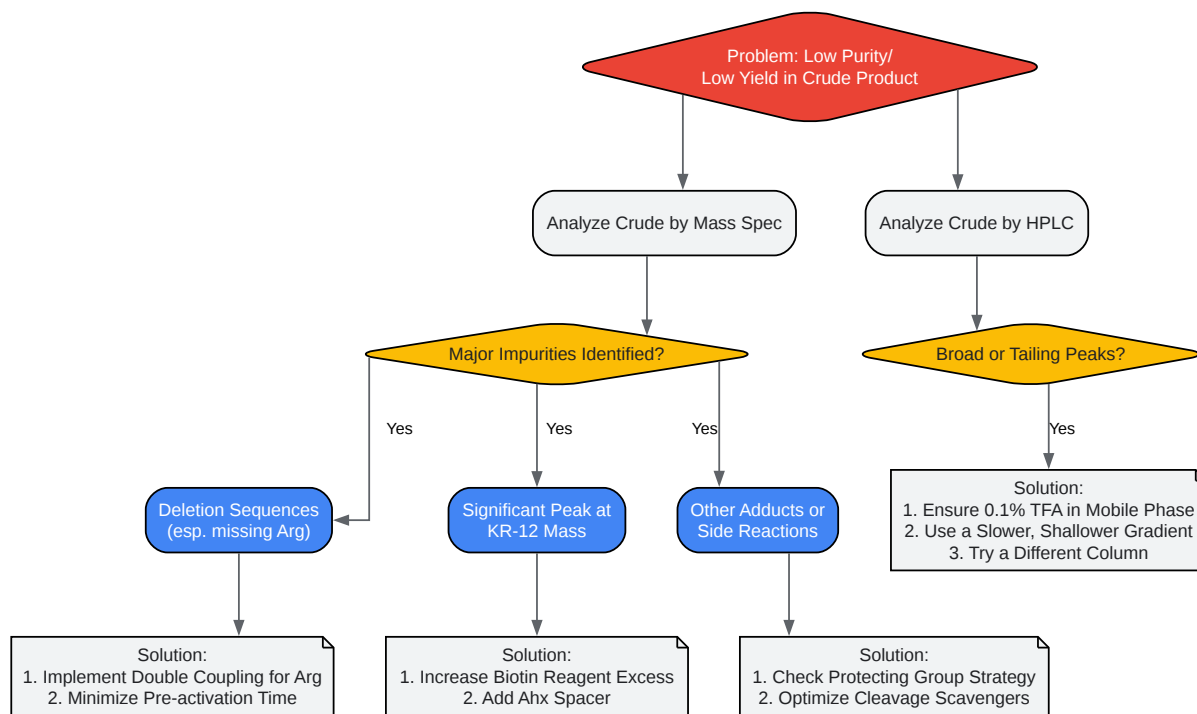 Problem: Low Purity/
Low Yield in Crude Product
Analyze Crude by Mass Spec
Analyze Crude by HPLC
Major Impurities Identified?
Broad or Tailing Peaks?
Yes
Yes
Yes
Yes
Deletion Sequences
(esp. missing Arg)
Significant Peak at
KR-12 Mass
Other Adducts or
Side Reactions
Solution:
1. Ensure 0.1% TFA in Mobile Phase
2. Use a Slower, Shallower Gradient
3. Try a Different Column
Solution:
1. Implement Double Coupling for Arg
2. Minimize Pre-activation Time
Solution:
1. Increase Biotin Reagent Excess
2. Add Ahx Spacer
Solution:
1. Check Protecting Group Strategy
2. Optimize Cleavage Scavengers